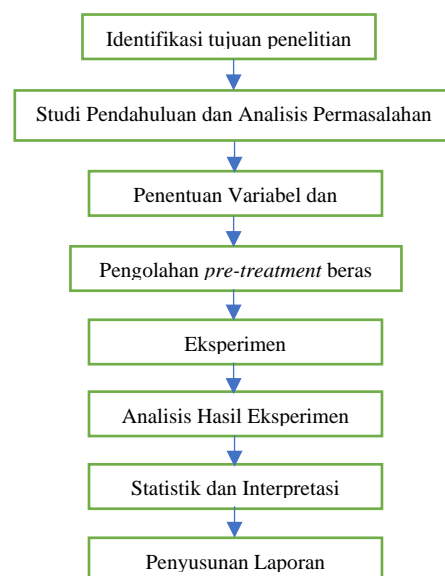 Identifikasi tujuan penelitian
Studi Pendahuluan dan Analisis Permasalahan
Penentuan Variabel dan
Pengolahan pre-treatment beras
Eksperimen
Analisis Hasil Eksperimen
Statistik dan Interpretasi
Penyusunan Laporan